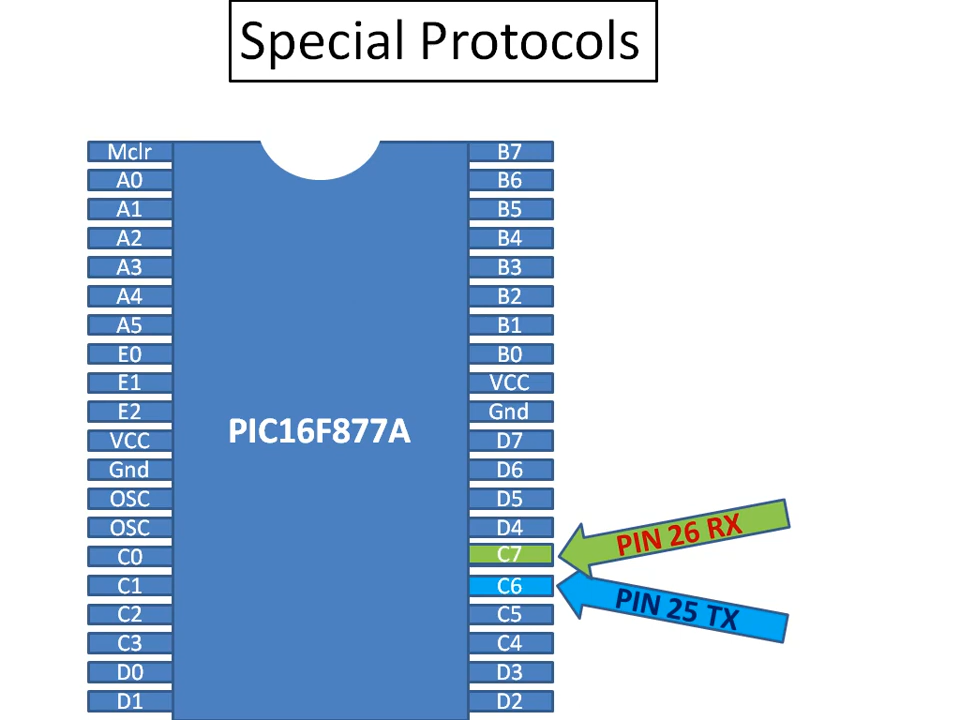 Special Protocols
Mclr B7
A0 B6
A1 B5
A2 B4
A3 B3
A4 B2
A5 B1
E0 B0
E1 VCC
E2 Gnd
PIC16F877A
VCC D7
Gnd D6
OSC D5
OSC D4
PIN 26 RX
C0 C7
C1 C6
PIN 25 TX
C2 C5
C3 C4
D0 D3
D1 D2